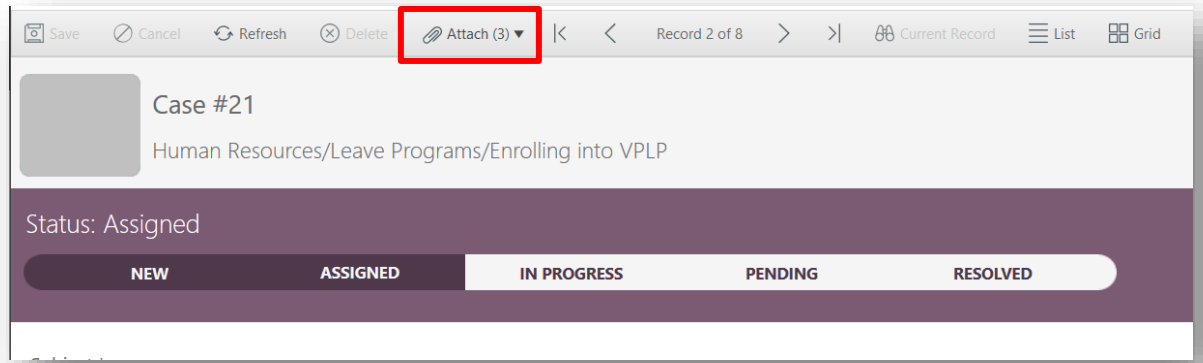 Save Cancel Refresh Delete Attach (3) ▼ Record 2 of 8 Current Record List Grid
Case #21
Human Resources/Leave Programs/Enrolling into VPLP
Status: Assigned
NEW ASSIGNED IN PROGRESS PENDING RESOLVED